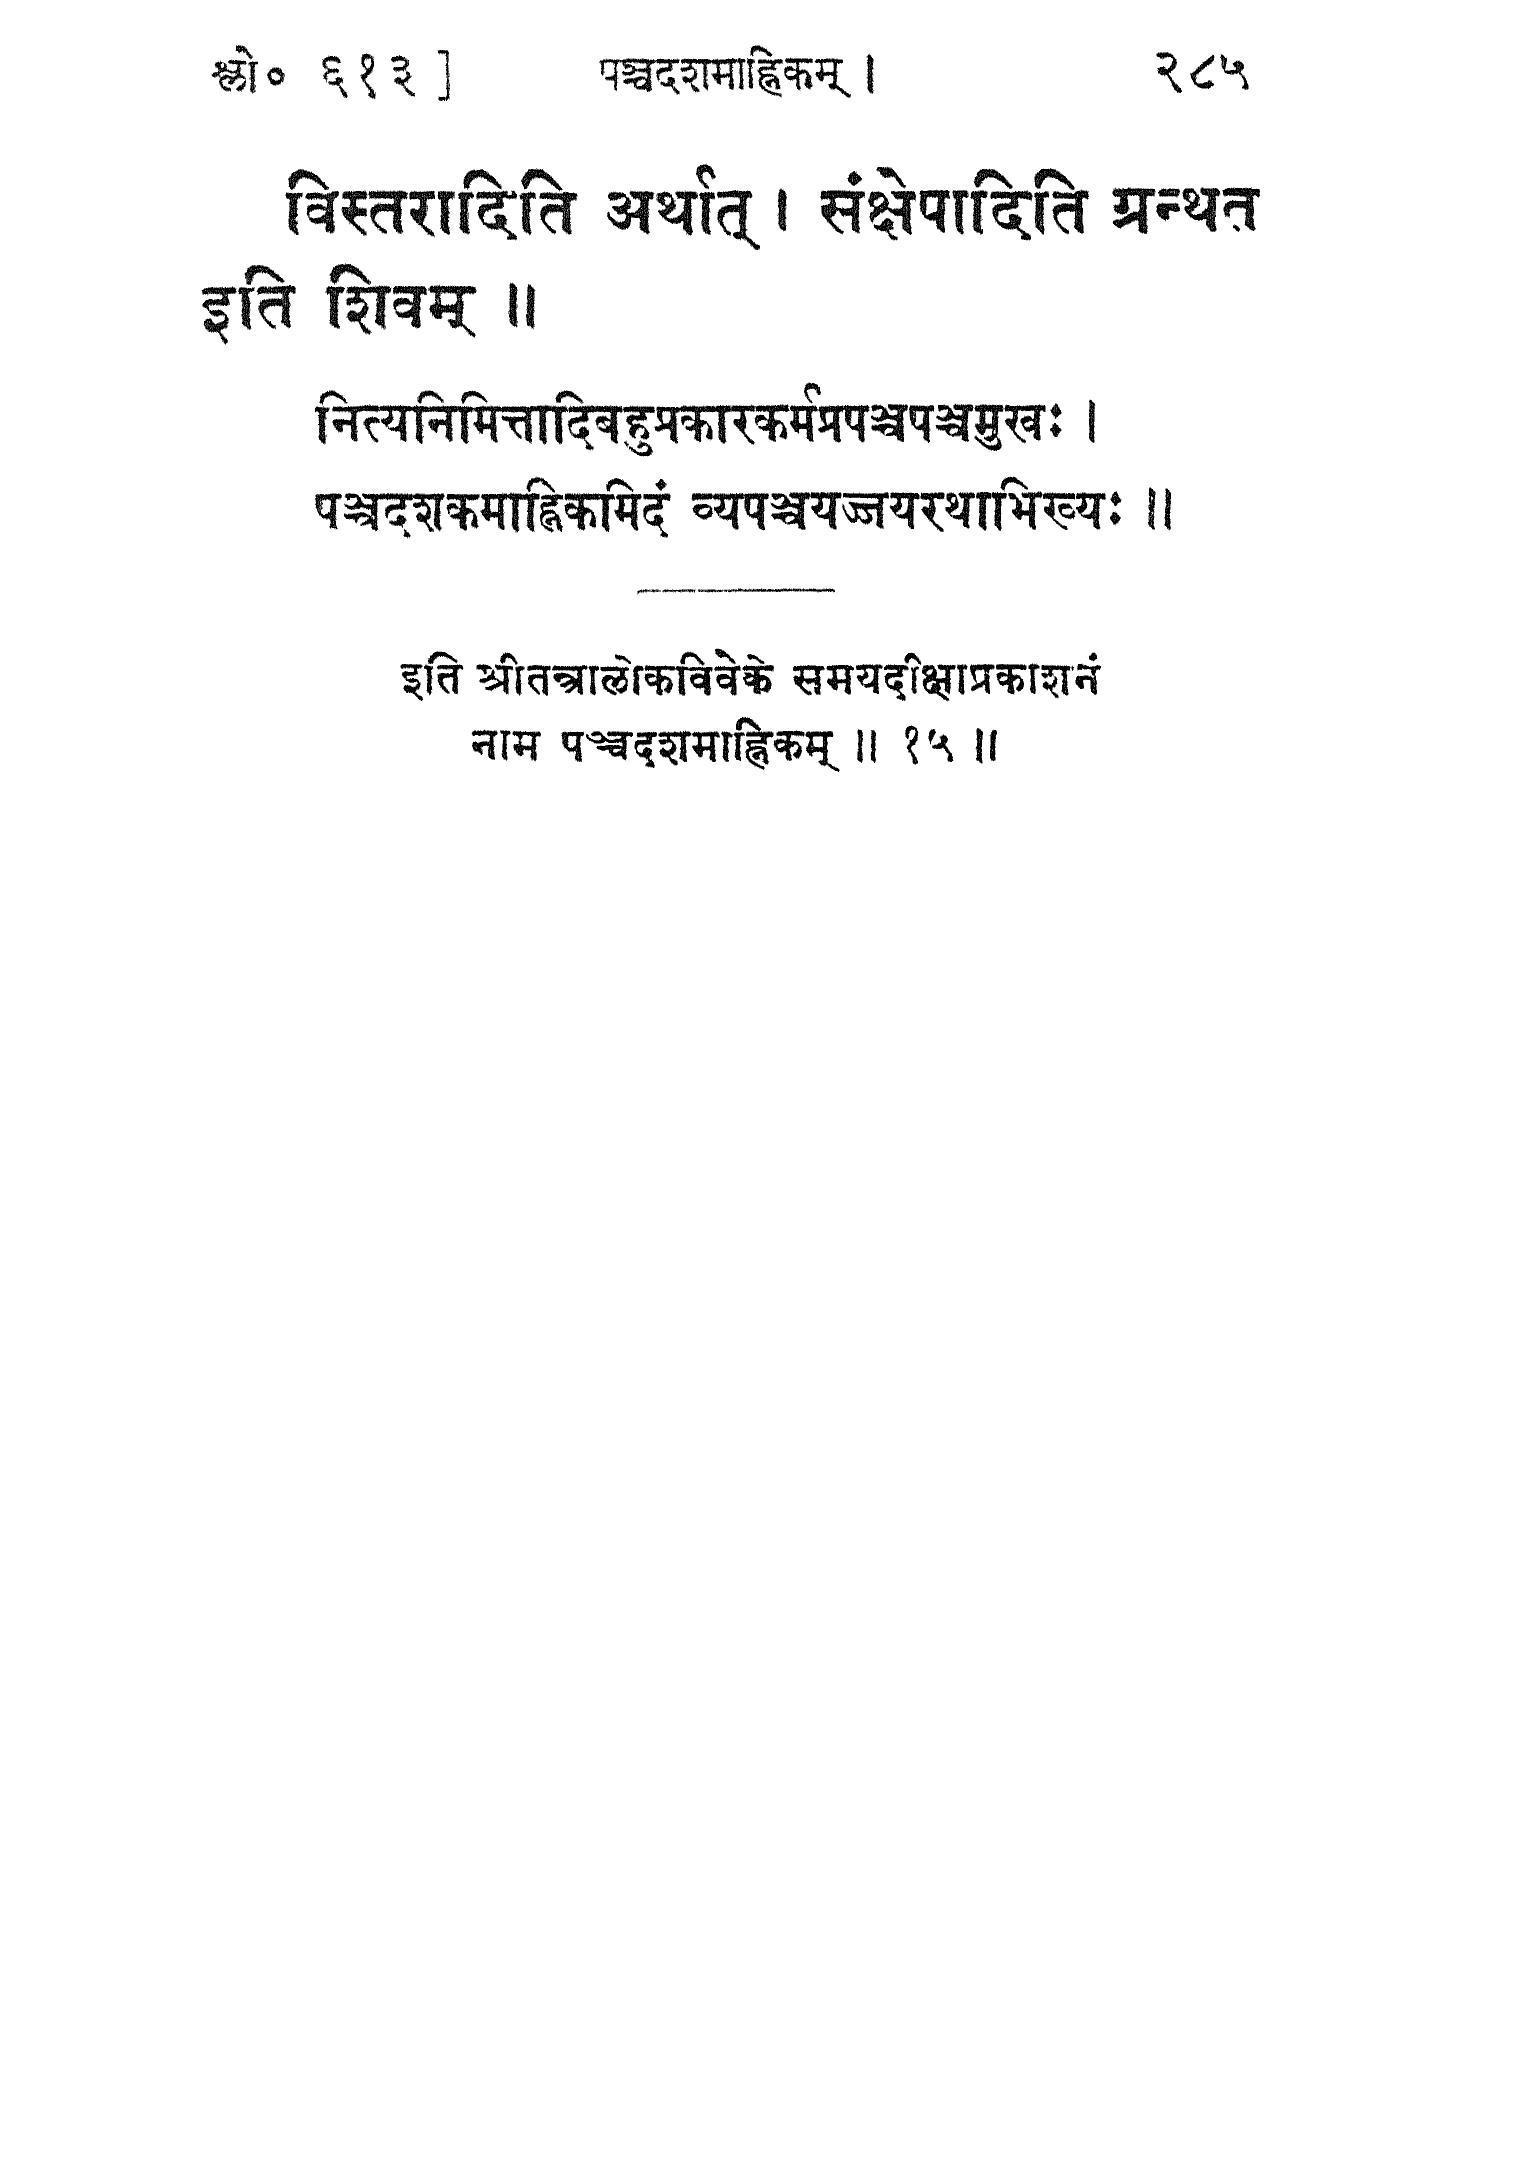 श्लो० ६१३ ] पञ्चदशमाह्निकम् । २८५
विस्तरादिति अर्थात् । संक्षेपादिति ग्रन्थत
इति शिवम् ॥
नित्यनिमित्तादिबहुप्रकारकर्मप्रपञ्चपञ्चमुखः ।
पञ्चदशकमाह्निकमिदं व्यपञ्चयज्जयरथाभिख्यः ॥
इति श्रीतन्त्रालोकविवेके समयदीक्षाप्रकाशनं
नाम पञ्चदशमाह्निकम् ॥ १५ ॥